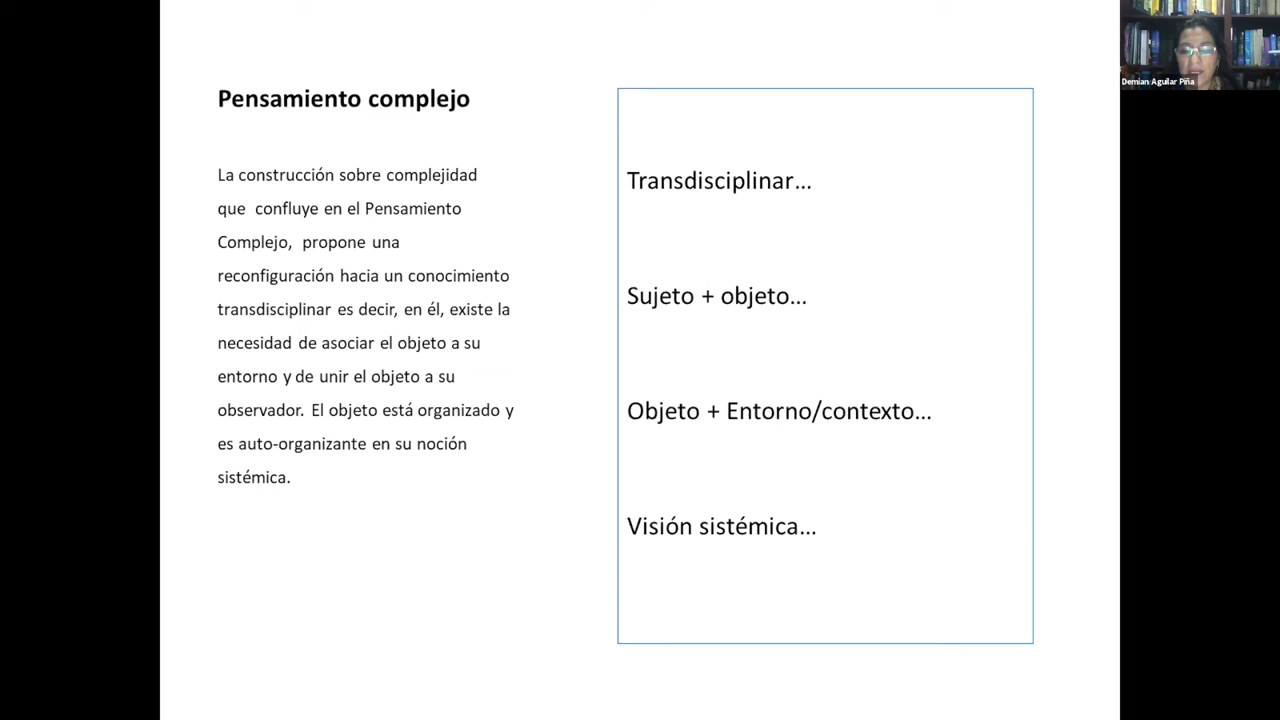 Pensamiento complejo
La construcción sobre complejidad
que confluye en el Pensamiento
Complejo, propone una
reconfiguración hacia un conocimiento
transdisciplinar es decir, en él, existe la
necesidad de asociar el objeto a su
entorno y de unir el objeto a su
observador. El objeto está organizado y
es auto-organizante en su noción
sistémica.
Transdisciplinar...
Sujeto + objeto...
Objeto + Entorno/contexto...
Visión sistémica...
Demian Aguilar Piña